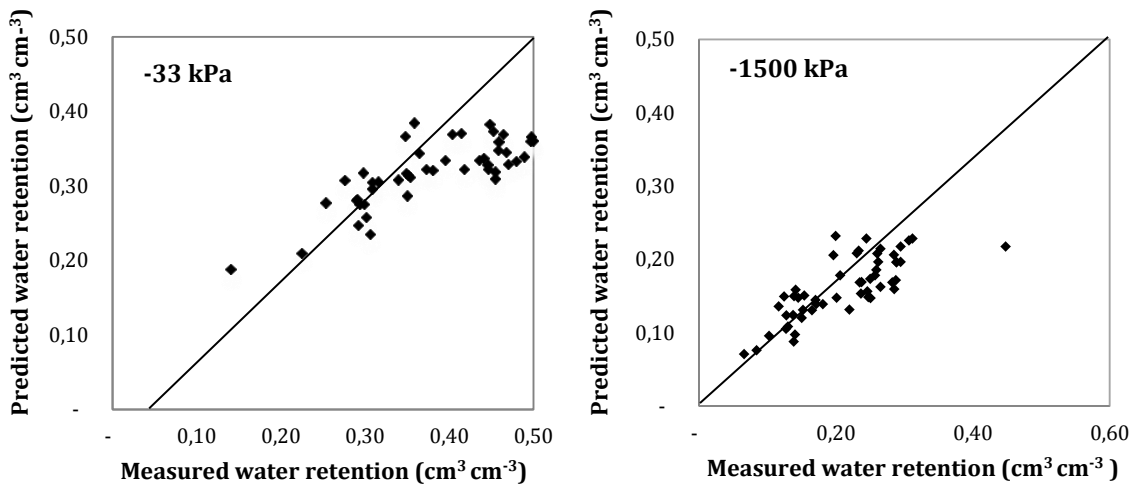 -33 kPa
0,50
0,40
0,30
0,20
0,10
-
- 0,10 0,20 0,30 0,40 0,50
Predicted water retention (cm³ cm-³)
Measured water retention (cm³ cm-³)
-1500 kPa
0,50
0,40
0,30
0,20
0,10
-
- 0,20 0,40 0,60
Predicted water retention (cm³ cm-³)
Measured water retention (cm³ cm-³ )